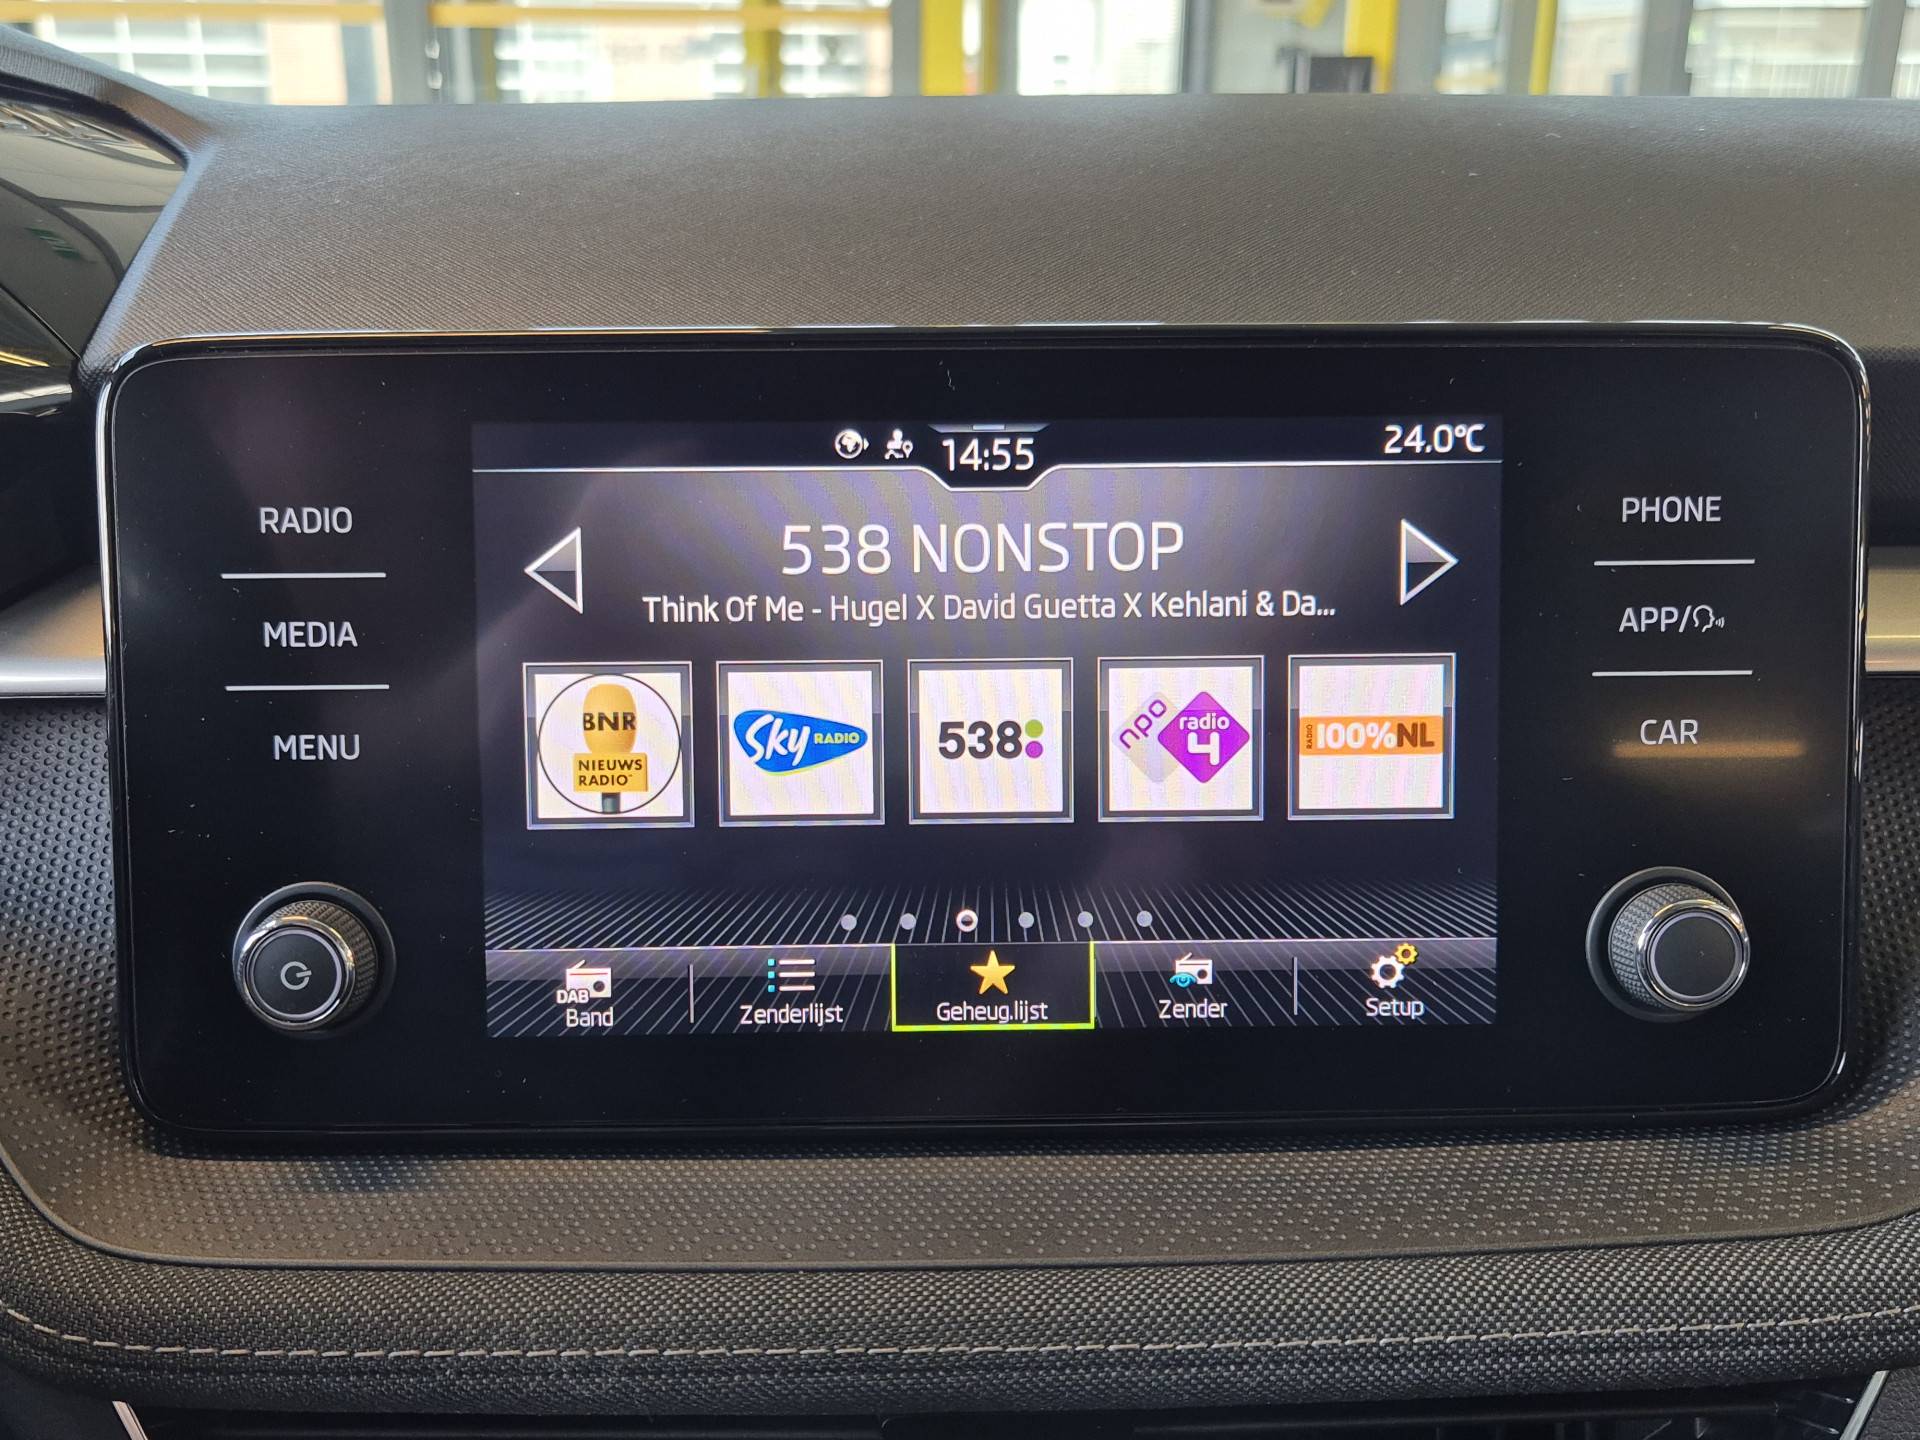 14:55
24.0°C
RADIO
MEDIA
MENU
538 NONSTOP
Think Of Me - Hugel X David Guetta X Kehlani & Da...
BNR
NIEUWS
RADIO
Sky RADIO
538
npo
radio
4
RADIO 100%NL
DAB
Band
Zenderlijst
Geheug.lijst
Zender
Setup
PHONE
APP/
CAR